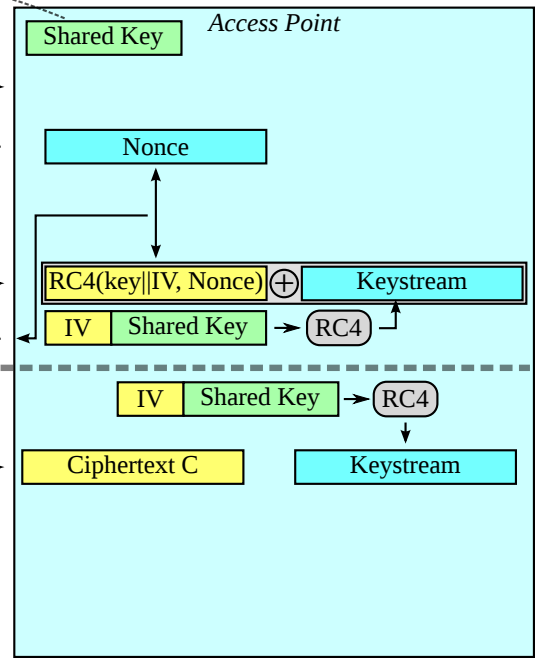 Access Point
Shared Key
Nonce
RC4(key||IV, Nonce) + Keystream
IV Shared Key RC4
IV Shared Key RC4
Ciphertext C Keystream